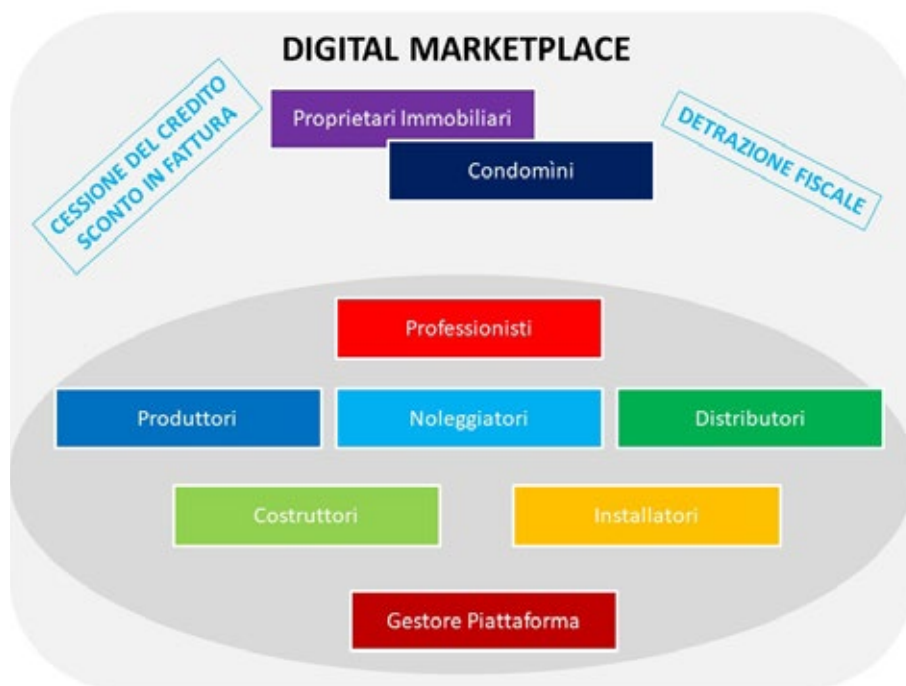 DIGITAL MARKETPLACE
CESSIONE DEL CREDITO
SCONTO IN FATTURA
Proprietari Immobiliari
Condomìni
DETRAZIONE FISCALE
Professionisti
Produttori
Noleggiatori
Distributori
Costruttori
Installatori
Gestore Piattaforma